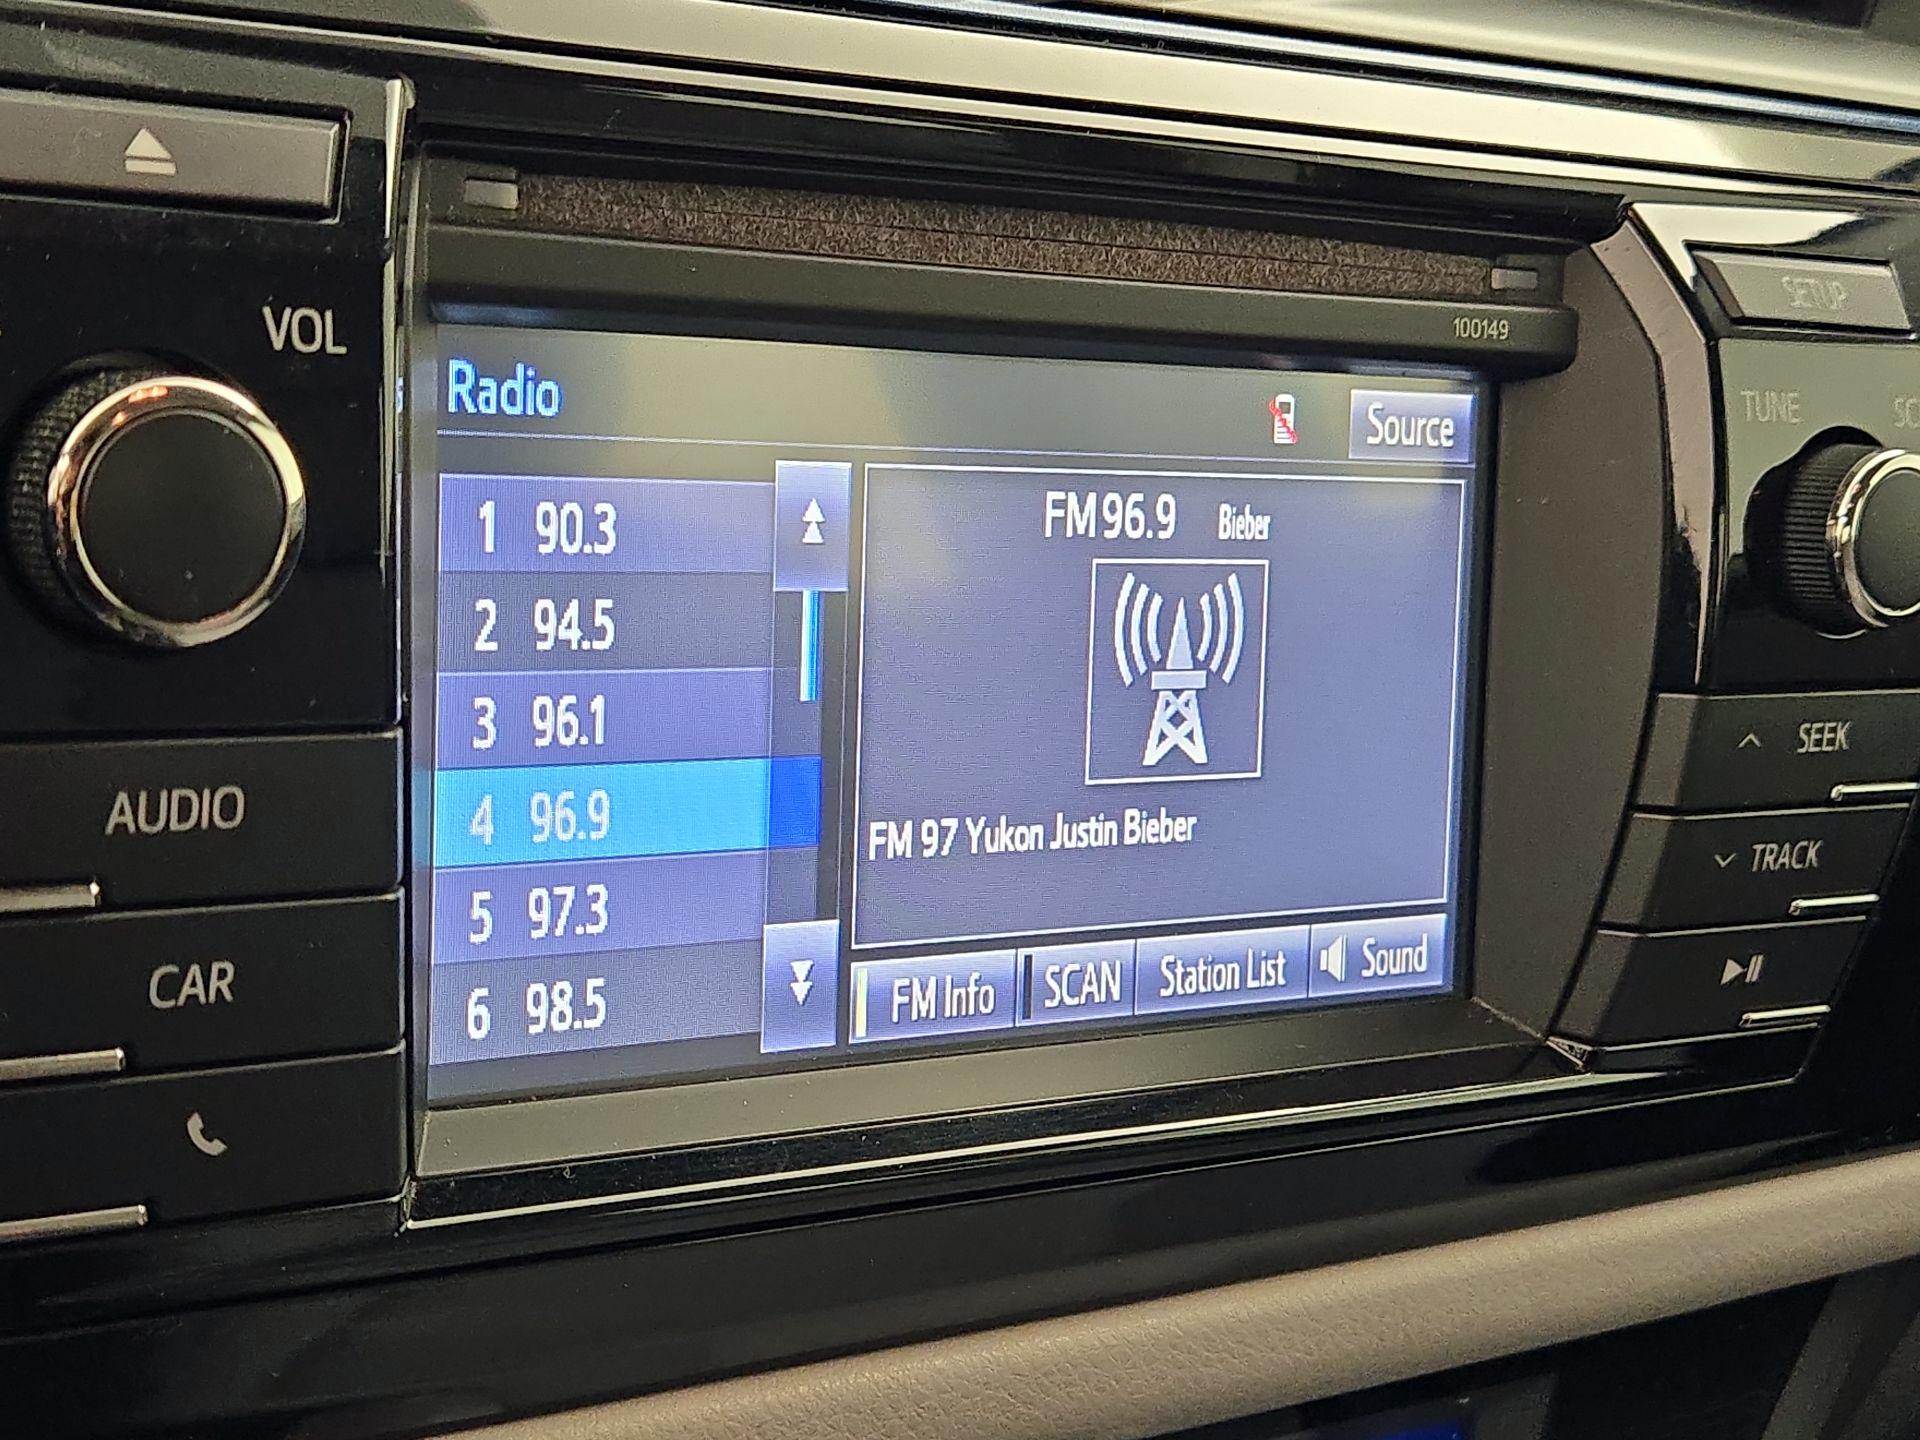 VOL
AUDIO
CAR
100149
Radio
Source
1 90.3
2 94.5
3 96.1
4 96.9
5 97.3
6 98.5
FM 96.9 Bieber
FM 97 Yukon Justin Bieber
FM Info
SCAN
Station List
Sound
SETUP
TUNE
SEEK
TRACK